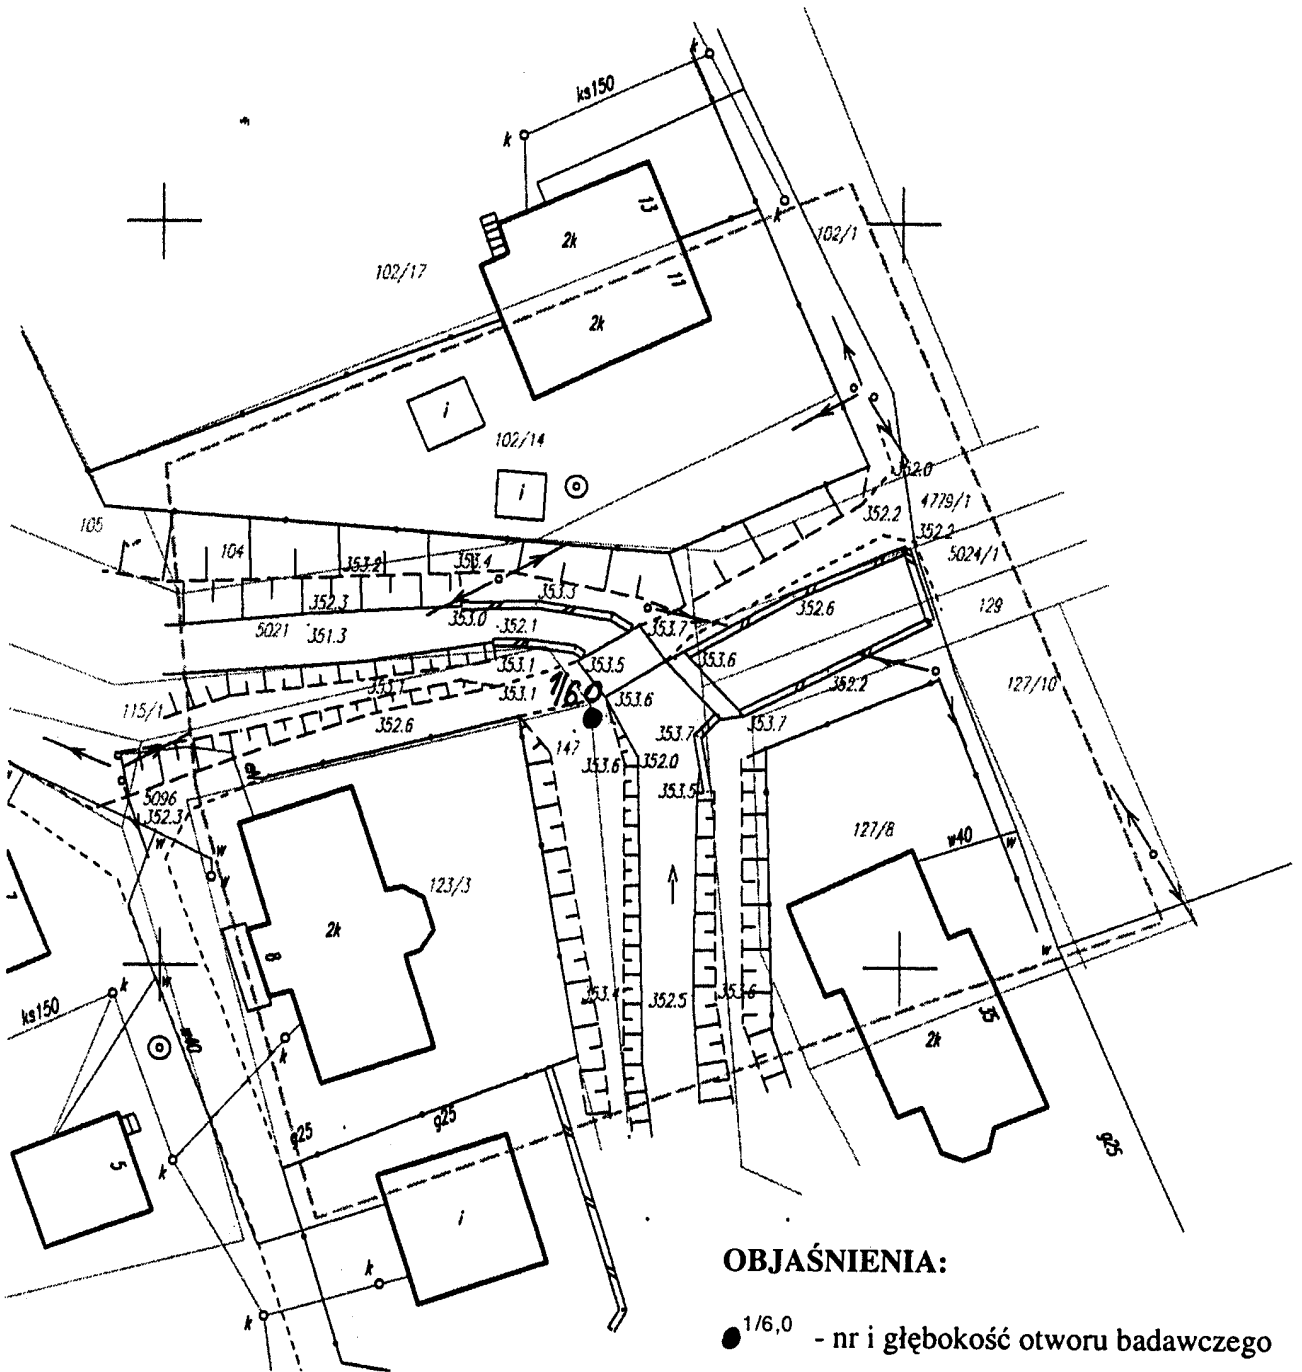 k
ks150
k
13
2k
k
102/1
102/17
11
2k
i
102/14
i
352.0
4779/1
105
352.2
352.2
104
5024/1
353.2
353.4
353.3
352.3
352.6
129
353.0
352.1
5021
351.3
353.7
353.1
353.5
353.6
127/10
353.1
353.1
1/6.0
353.6
352.2
115/1
352.6
353.7
353.7
147
353.6
352.0
353.5
5096
352.3
127/8
w40
w
w
w
123/3
2k
8
w
w
k
ks150
353.4
352.5
353.6
w40
k
35
2k
g25
g25
g25
5
k
i
k
k
OBJAŚNIENIA:
1/6,0 - nr i głębokość otworu badawczego